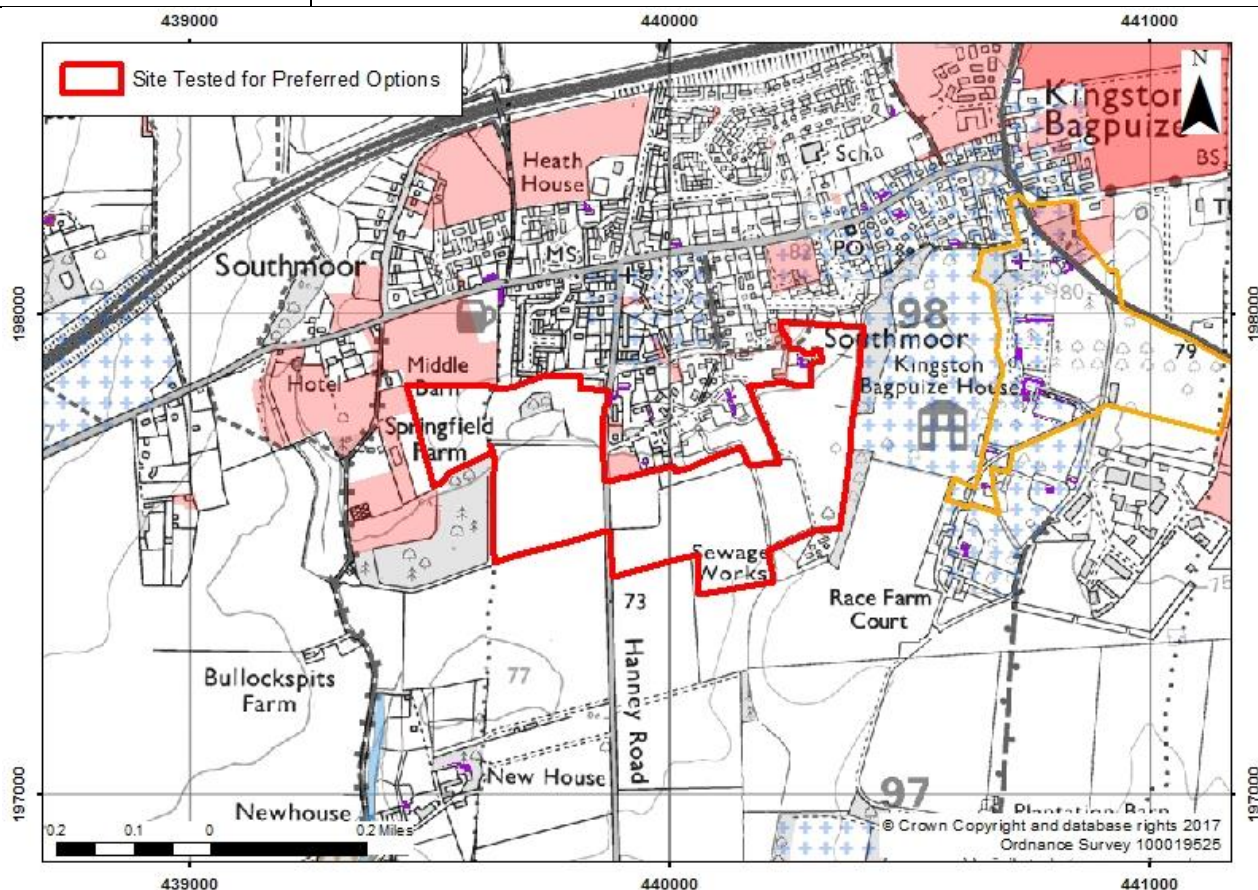 439000 440000 441000
Site Tested for Preferred Options
N
Kingston
Bagpuize
BS
Heath
House
Sch
Southmoor
MS
PO
82
80
198000
198000
98
79
Southmoor
Kingston
Bagpuize House
Hotel
Middle
Barn
Springfield
Farm
Sewage
Works
73
Race Farm
Court
75
Hanney Road
Bullockspits
Farm
77
New House
97
197000
197000
Newhouse
Plantation Barn
0.2 0.1 0 0.2 Miles
© Crown Copyright and database rights 2017
Ordnance Survey 100019525
439000 440000 441000